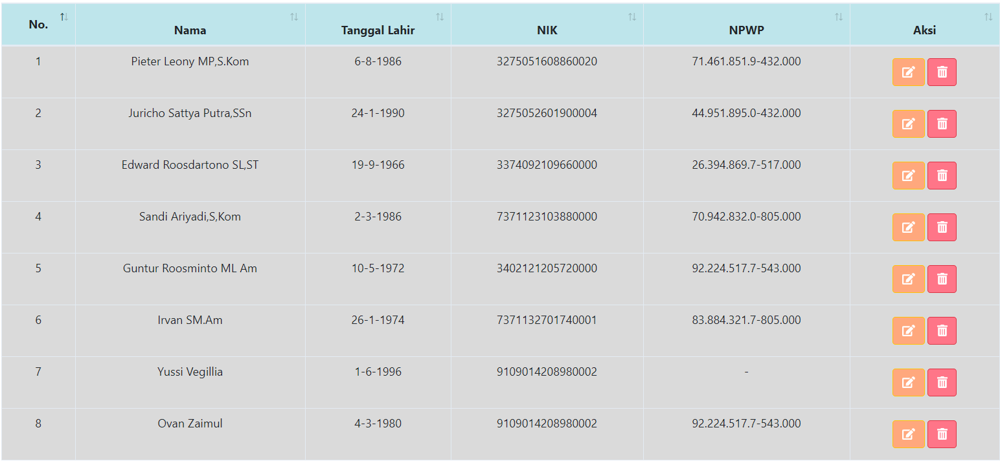 No. Nama Tanggal Lahir NIK NPWP Aksi
1 Pieter Leony MP,S.Kom 6-8-1986 3275051608860020 71.461.851.9-432.000
2 Juricho Sattya Putra,SSn 24-1-1990 3275052601900004 44.951.895.0-432.000
3 Edward Roosdartono SL,ST 19-9-1966 3374092109660000 26.394.869.7-517.000
4 Sandi Ariyadi,S,Kom 2-3-1986 7371123103880000 70.942.832.0-805.000
5 Guntur Roosminto ML Am 10-5-1972 3402121205720000 92.224.517.7-543.000
6 Irvan SM.Am 26-1-1974 7371132701740001 83.884.321.7-805.000
7 Yussi Vegillia 1-6-1996 9109014208980002 -
8 Ovan Zaimul 4-3-1980 9109014208980002 92.224.517.7-543.000